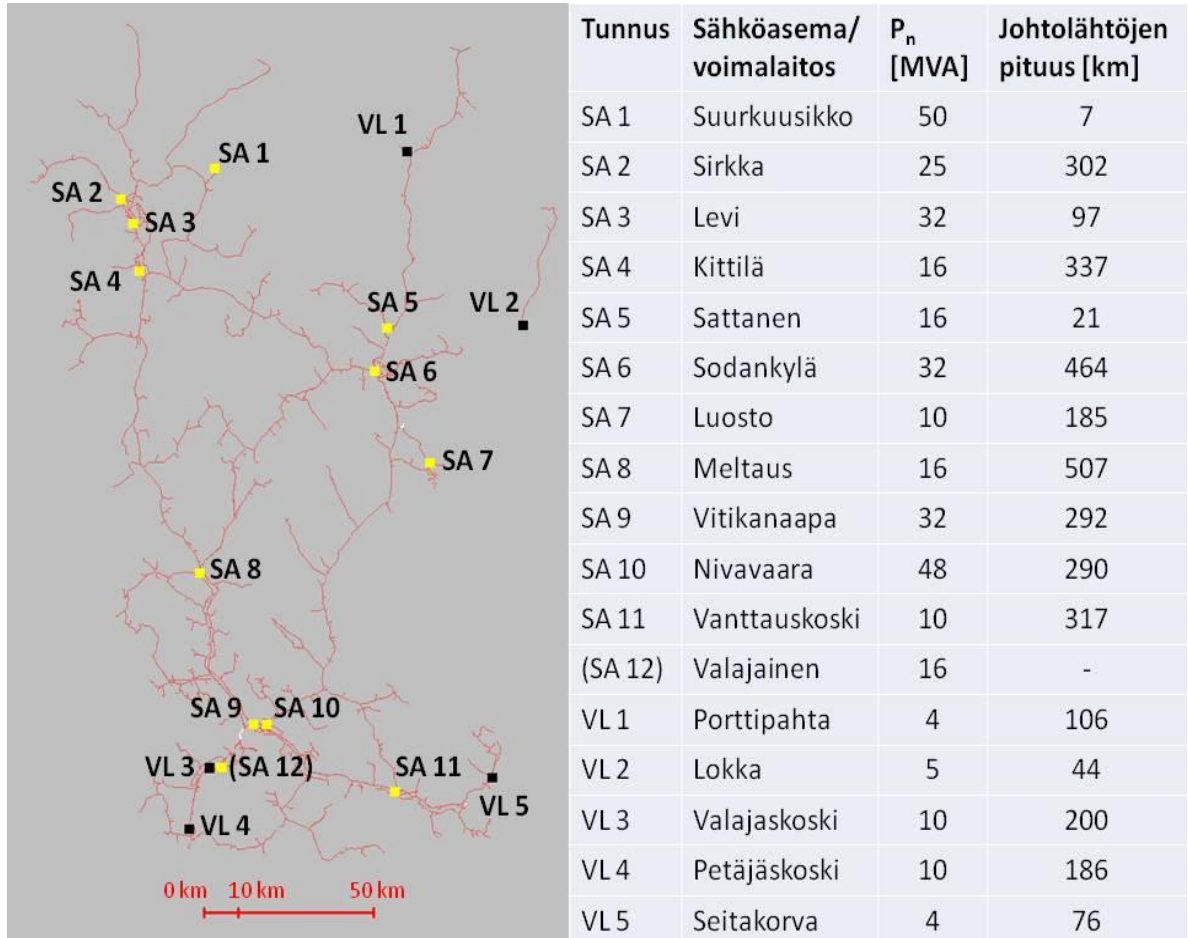 VL 1
SA 1
SA 2
SA 3
SA 4
SA 5
VL 2
SA 6
SA 7
SA 8
SA 9 SA 10
VL 3 (SA 12) SA 11
VL 5
VL 4
0 km 10 km 50 km
Tunnus Sähköasema/ Pn Johtolähtöjen
voimalaitos [MVA] pituus [km]
SA 1 Suurkuusikko 50 7
SA 2 Sirkka 25 302
SA 3 Levi 32 97
SA 4 Kittilä 16 337
SA 5 Sattanen 16 21
SA 6 Sodankylä 32 464
SA 7 Luosto 10 185
SA 8 Meltaus 16 507
SA 9 Vitikanaapa 32 292
SA 10 Nivavaara 48 290
SA 11 Vanttauskoski 10 317
(SA 12) Valajainen 16 -
VL 1 Porttipahta 4 106
VL 2 Lokka 5 44
VL 3 Valajaskoski 10 200
VL 4 Petäjäskoski 10 186
VL 5 Seitakorva 4 76